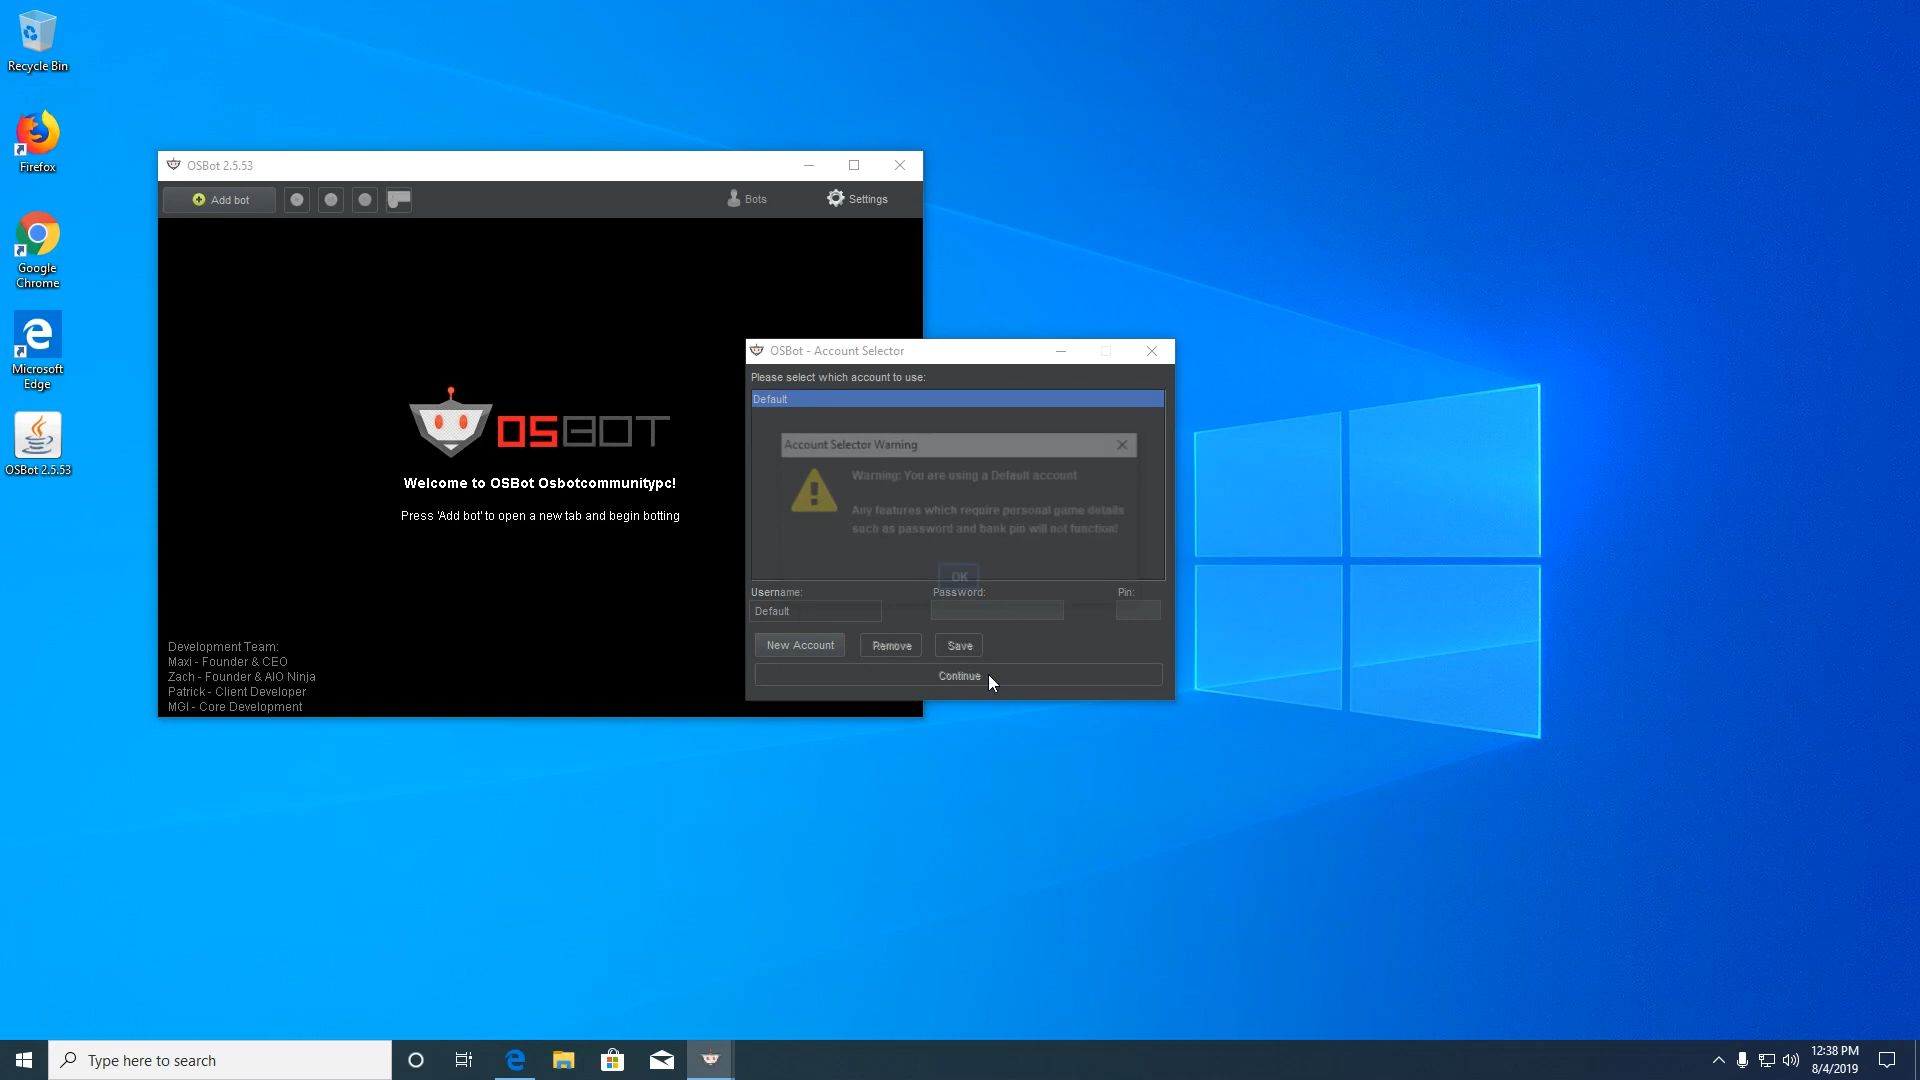 Recycle Bin
Firefox
Google
Chrome
Microsoft
Edge
OSBot 2.5.53
OSBot 2.5.53
Add bot
Bots
Settings
OSBOT
Welcome to OSBot Osbotcommunitypc!
Press 'Add bot' to open a new tab and begin botting
Development Team:
Maxi - Founder & CEO
Zach - Founder & AIO Ninja
Patrick - Client Developer
MGI - Core Development
OSBot - Account Selector
Please select which account to use:
Default
Account Selector Warning
Warning: You are using a Default account
Any features which require personal game details
such as password and bank pin will not function!
OK
Username: Password: Pin:
Default
New Account Remove Save
Continue
Type here to search
12:38 PM
8/4/2019